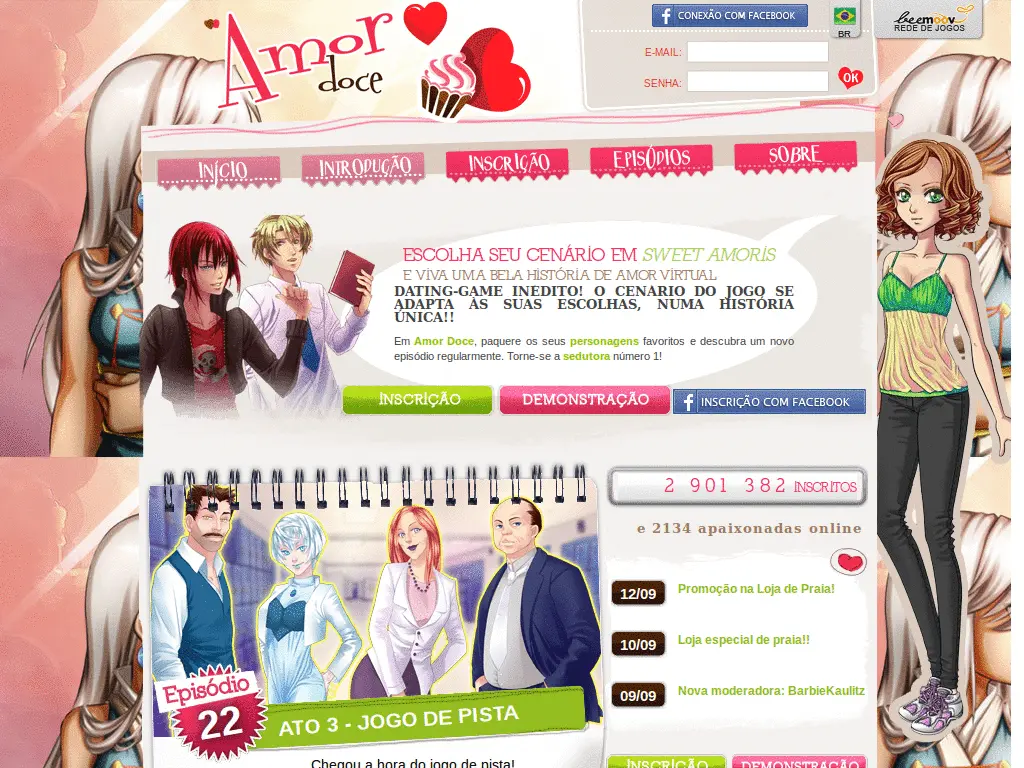 Amor
doce
CONEXÃO COM FACEBOOK
BR
beemoov
REDE DE JOGOS
E-MAIL:
SENHA:
OK
INÍCIO
INTRODUÇÃO
INSCRIÇÃO
EPISÓDIOS
SOBRE
ESCOLHA SEU CENÁRIO EM SWEET AMORIS
E VIVA UMA BELA HISTÓRIA DE AMOR VIRTUAL
DATING-GAME INEDITO! O CENARIO DO JOGO SE
ADAPTA ÀS SUAS ESCOLHAS, NUMA HISTÓRIA
ÚNICA!!
Em Amor Doce, paquere os seus personagens favoritos e descubra um novo
episódio regularmente. Torne-se a sedutora número 1!
INSCRIÇÃO
DEMONSTRAÇÃO
INSCRIÇÃO COM FACEBOOK
2 901 382 INSCRITOS
e 2134 apaixonadas online
12/09 Promoção na Loja de Praia!
10/09 Loja especial de praia!!
09/09 Nova moderadora: BarbieKaulitz
Episódio
22
ATO 3 - JOGO DE PISTA
Chegou a hora do jogo de pista!
INSCRIÇÃO
DEMONSTRAÇÃO